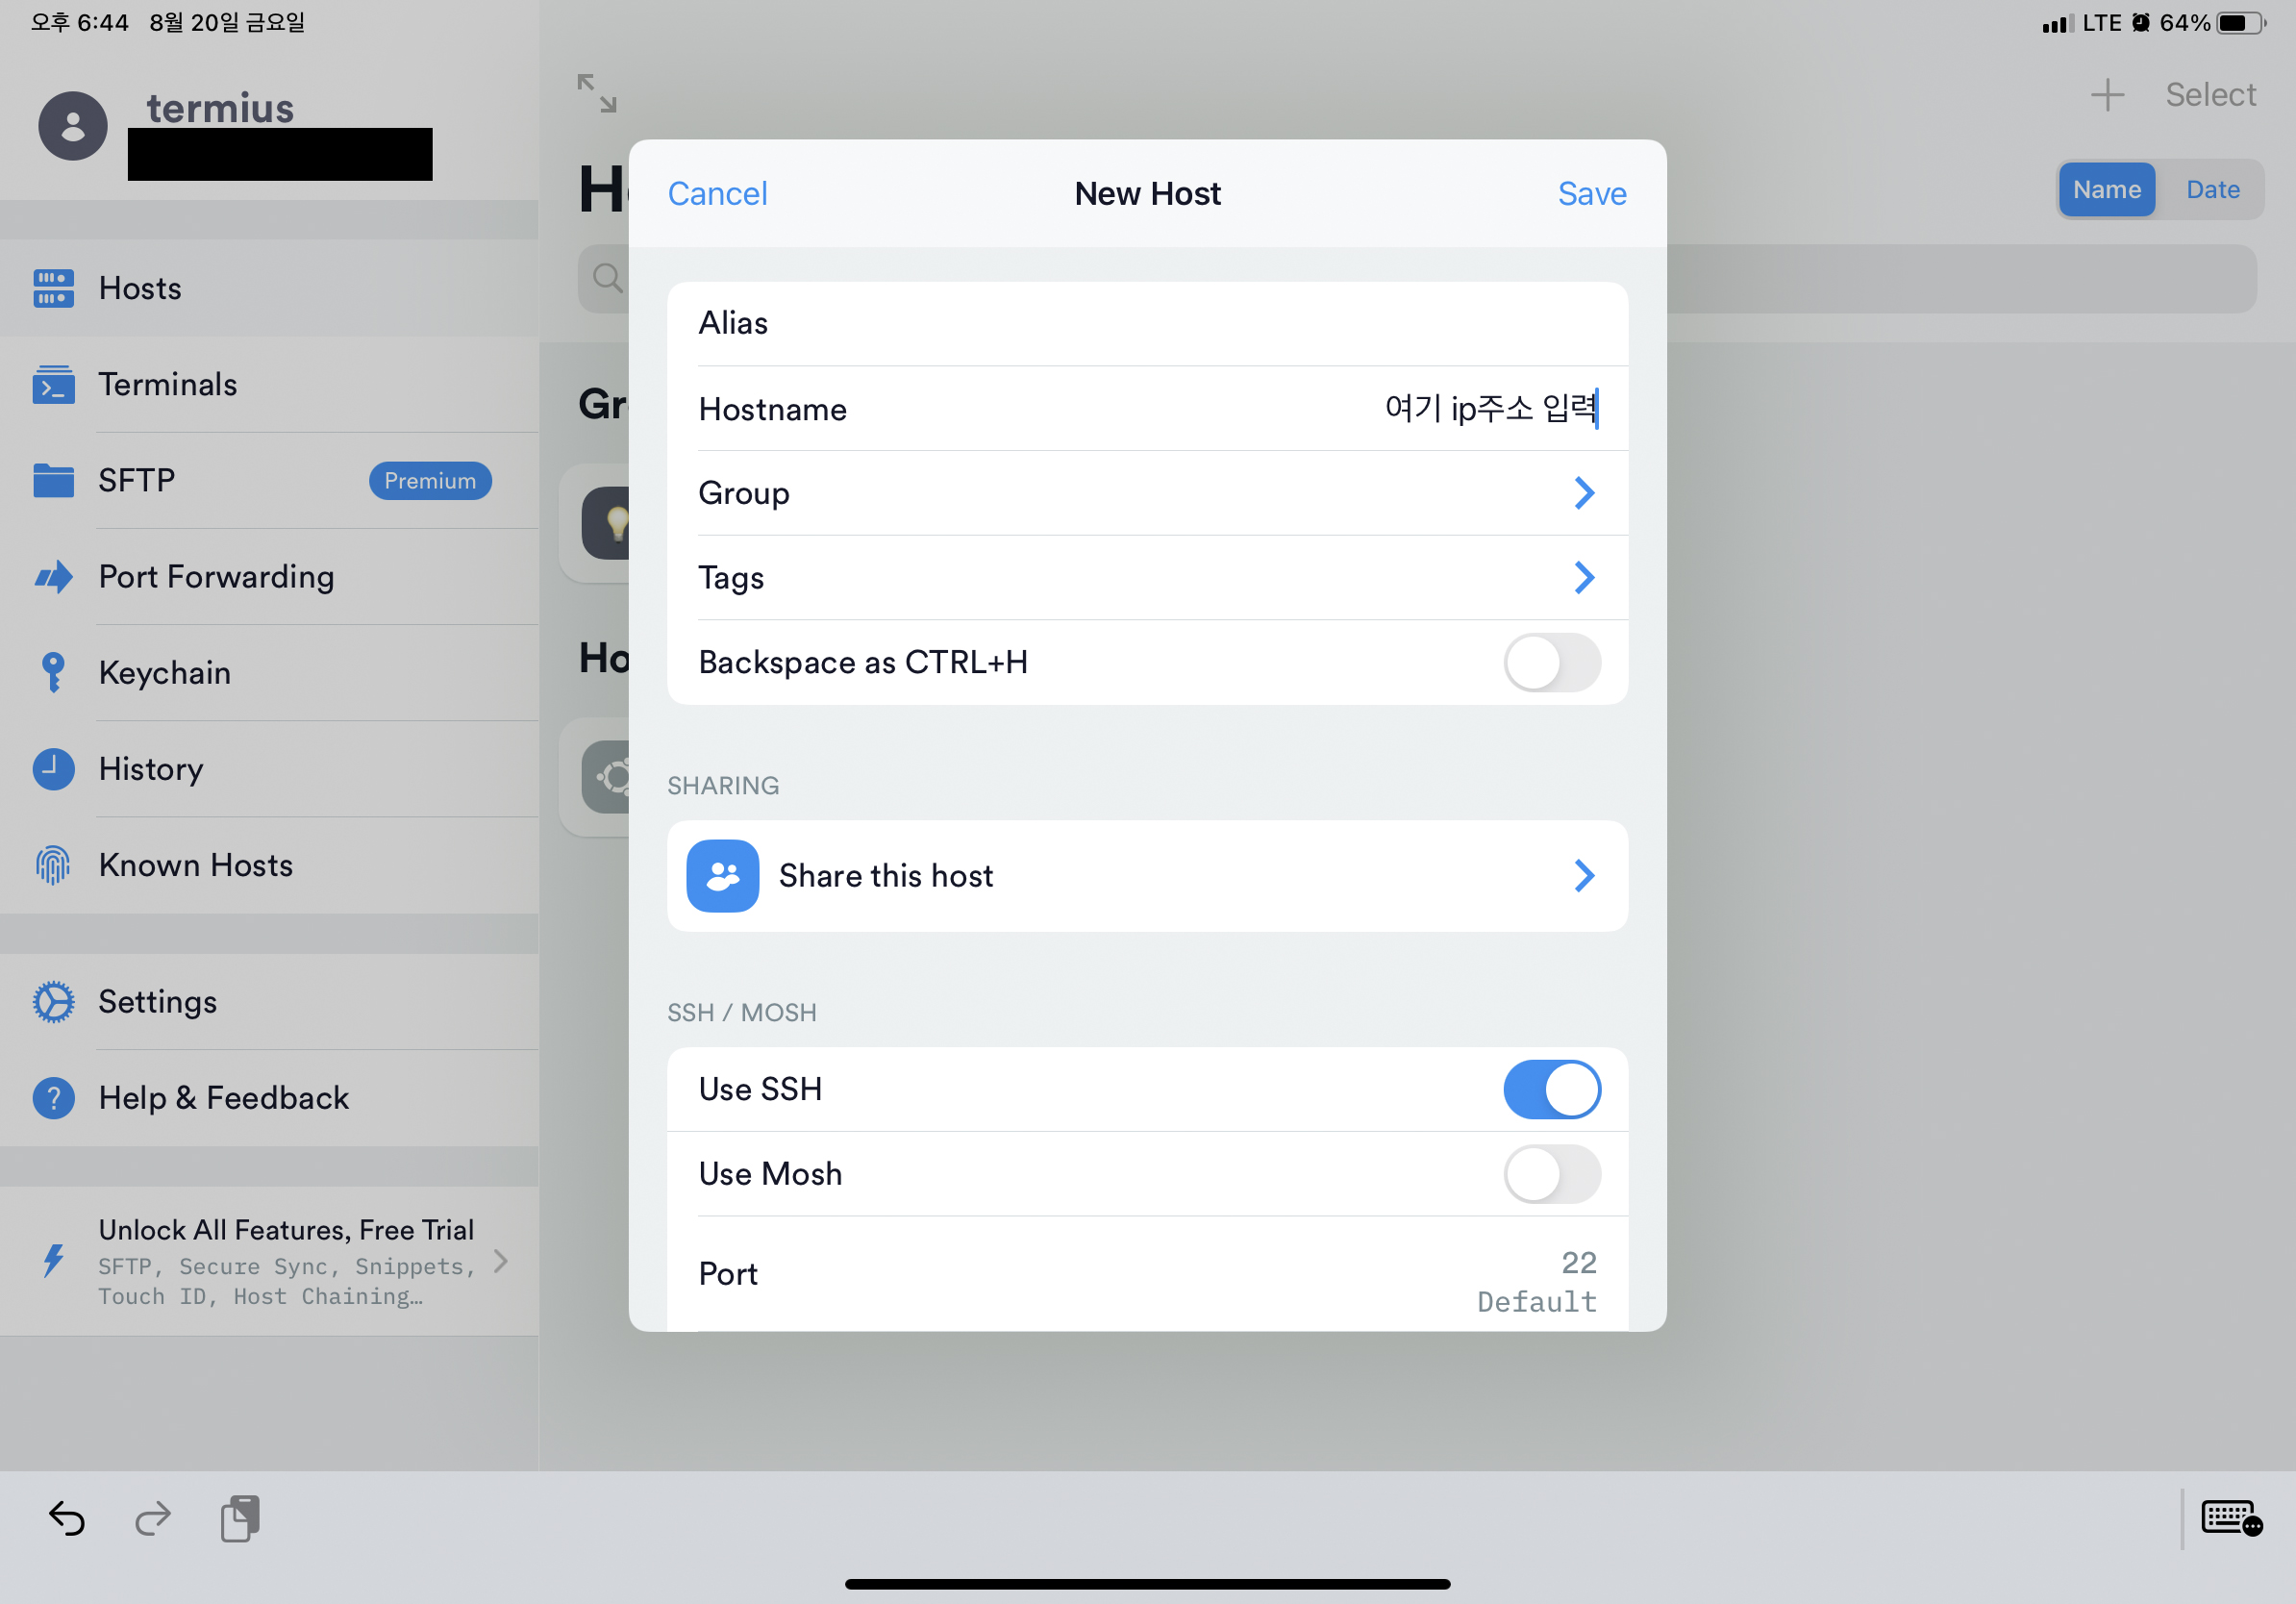 오후 6:44 8월 20일 금요일
LTE 64%
termius
Hosts
Terminals
SFTP Premium
Port Forwarding
Keychain
History
Known Hosts
Settings
Help & Feedback
Unlock All Features, Free Trial
SFTP, Secure Sync, Snippets,
Touch ID, Host Chaining...
Select
Name Date
Cancel New Host Save
Alias
Hostname 여기 ip주소 입력
Group
Tags
Backspace as CTRL+H
SHARING
Share this host
SSH / MOSH
Use SSH
Use Mosh
Port 22
Default